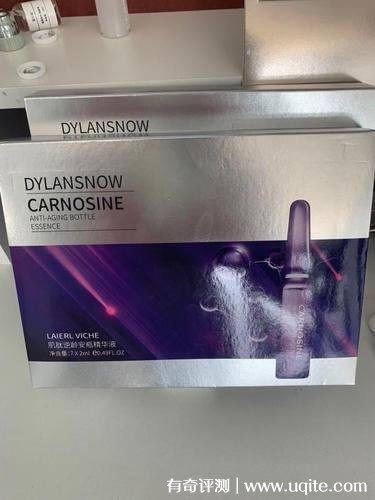 DYLANSNOW
DYLANSNOW
CARNOSINE
ANTI-AGING BOTTLE
ESSENCE
CARNOSINE
LAIERL VICHE
肌肽逆龄安瓶精华液
净含量:7 X 2ml ℮0.49FL.OZ
有奇评测 | www.uqite.com